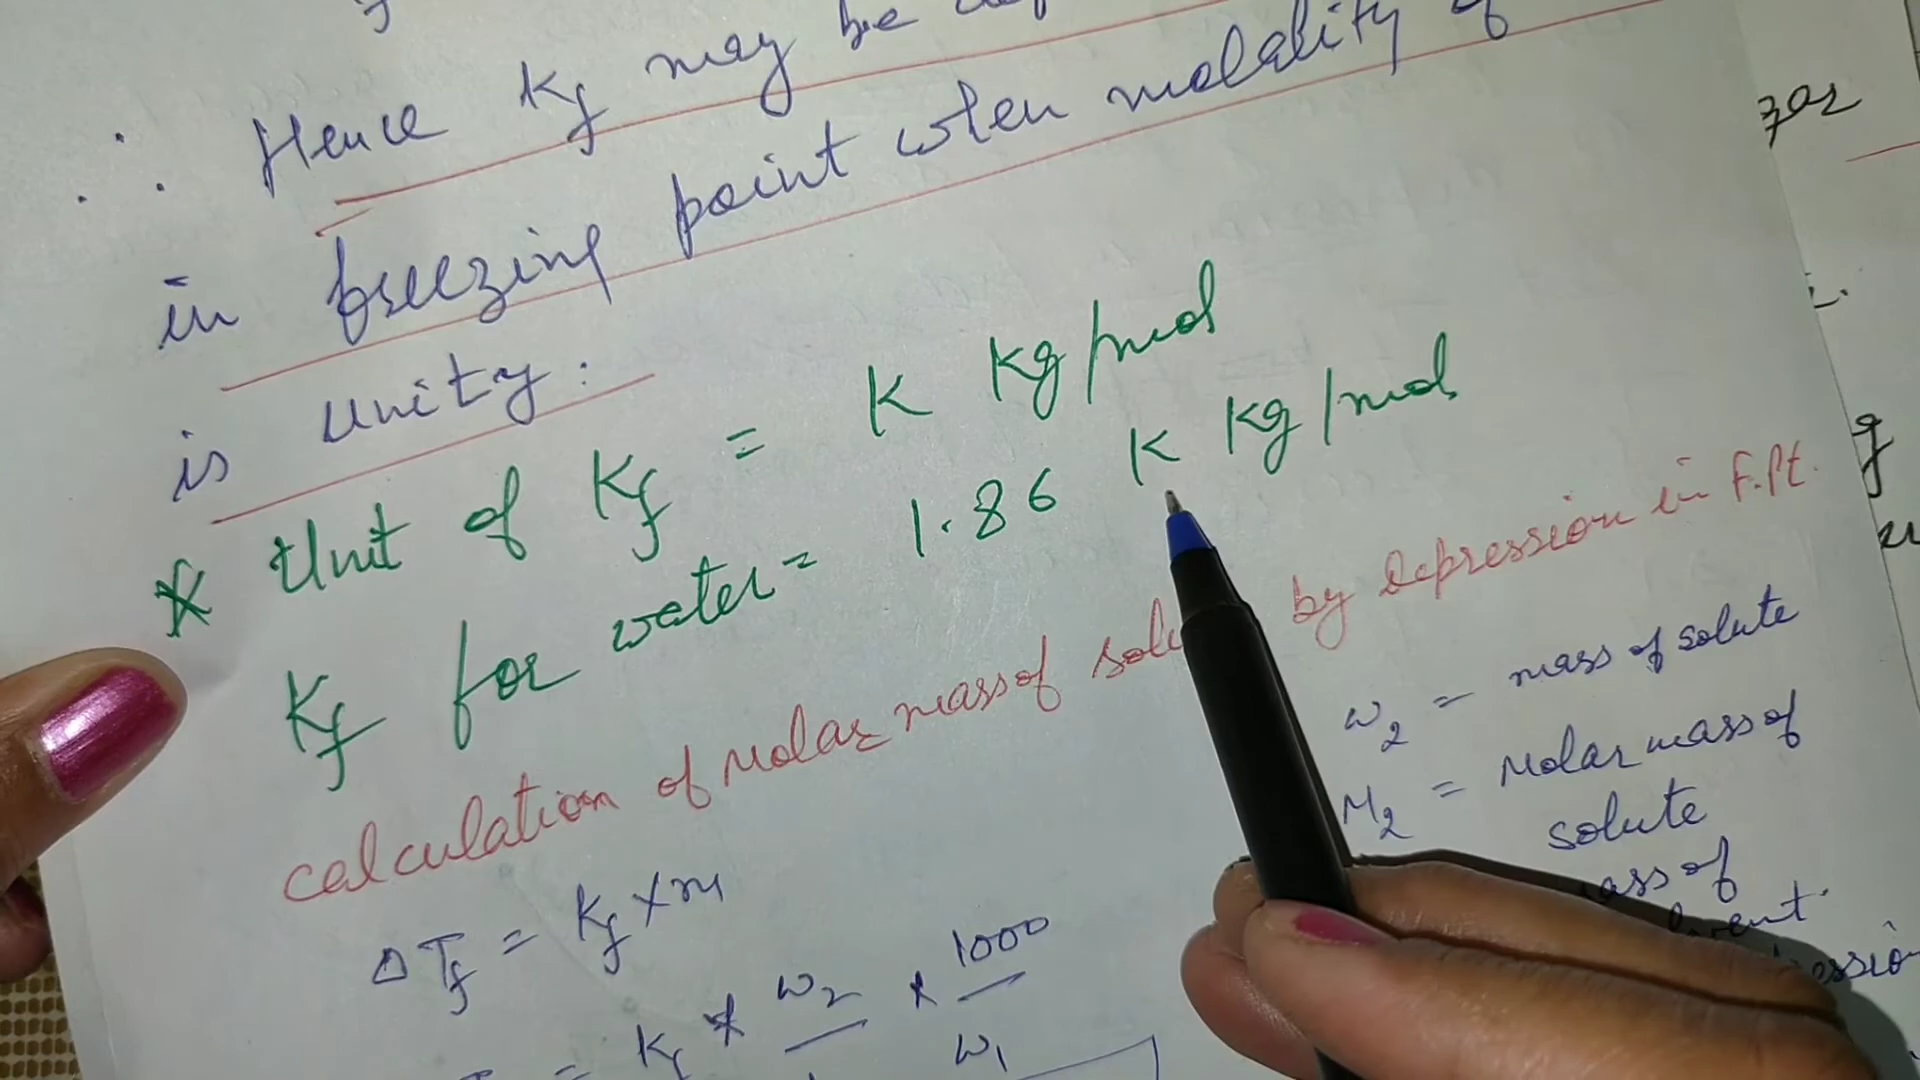 ∴ Hence Kf may be
in freezing point when molality of
is unity.
* Unit of Kf = K Kg/mol
Kf for water = 1.86 K Kg/mol
calculation of Molar mass of by Depression in F.Pt.
w2 = mass of solute
M2 = Molar mass of
solute
of
ΔTf = Kf × m
= Kf × w2 × 1000
w1